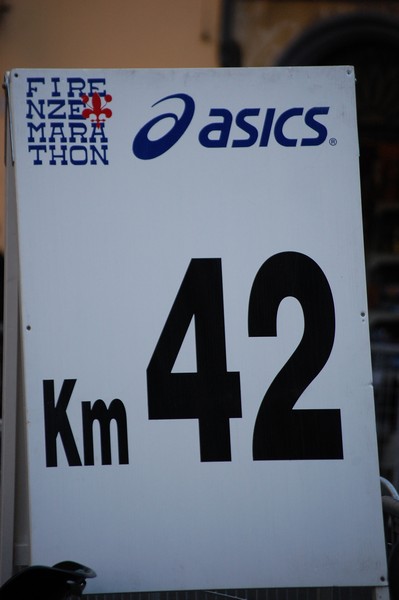 FIRE
NZE
MARA
THON
asics®
Km 42